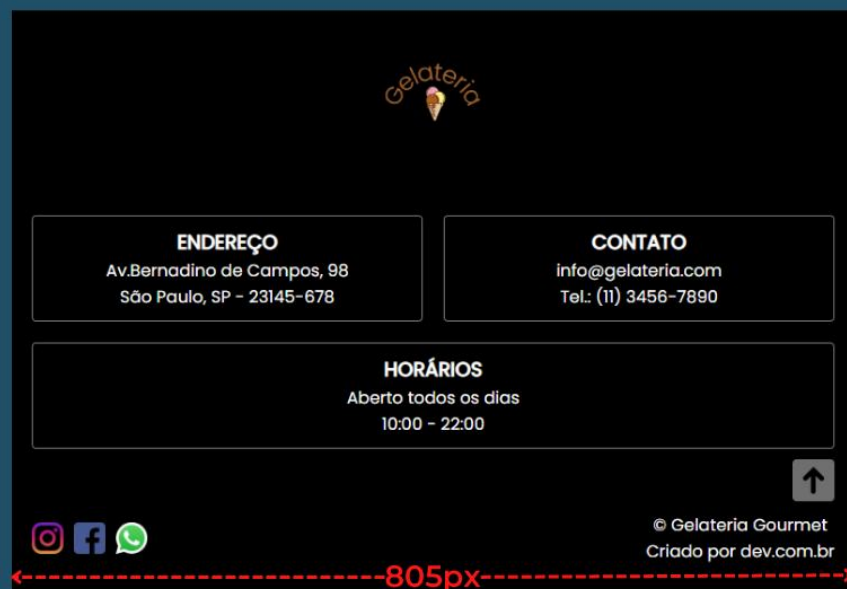 Gelateria
ENDEREÇO
Av.Bernadino de Campos, 98
São Paulo, SP - 23145-678
CONTATO
info@gelateria.com
Tel.: (11) 3456-7890
HORÁRIOS
Aberto todos os dias
10:00 - 22:00
© Gelateria Gourmet
Criado por dev.com.br
805px